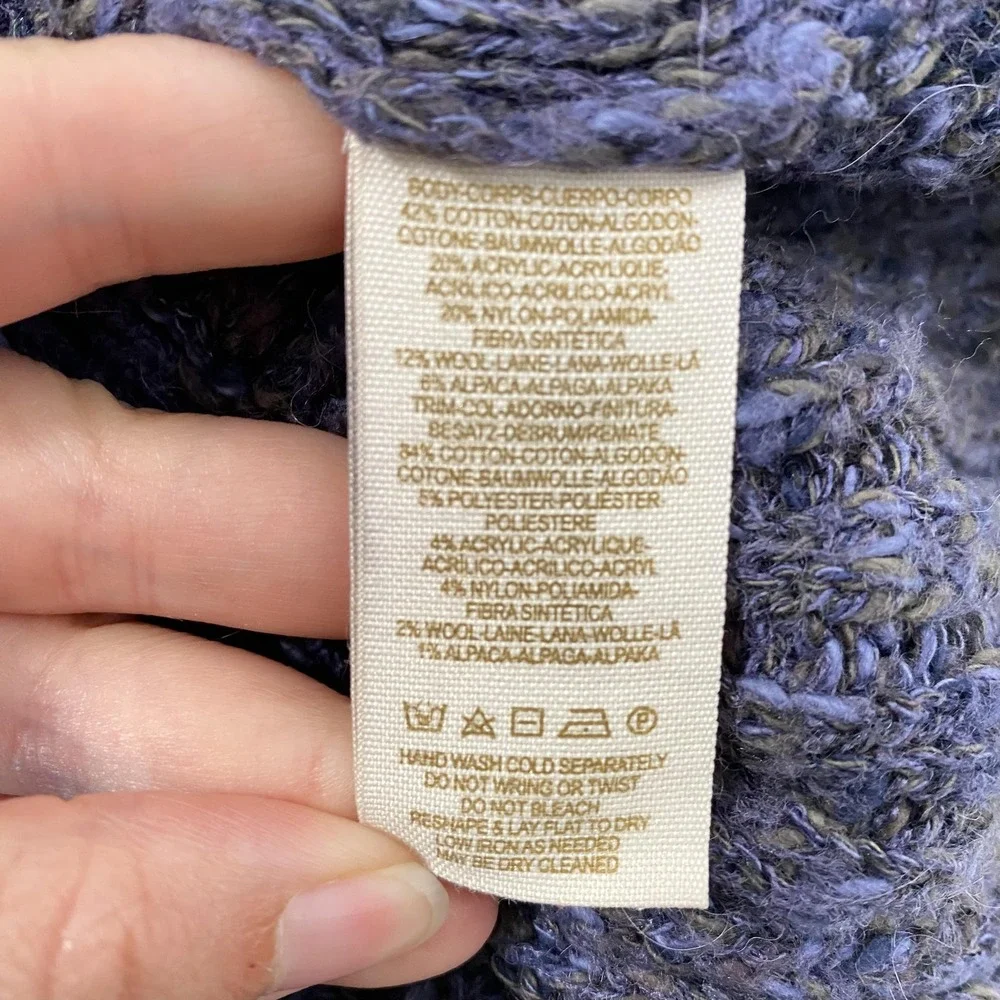 BODY-CORPS-CUERPO-CORPO
42% COTTON-COTON-ALGODÓN-
COTONE-BAUMWOLLE-ALGODÃO
20% ACRYLIC-ACRYLIQUE-
ACRÍLICO-ACRILICO-ACRYL
20% NYLON-POLIAMIDA-
FIBRA SINTÉTICA
12% WOOL-LAINE-LANA-WOLLE-LÃ
6% ALPACA-ALPAGA-ALPAKA
TRIM-COL-ADORNO-FINITURA-
BESATZ-DEBRUM/REMATE
84% COTTON-COTON-ALGODÓN-
COTONE-BAUMWOLLE-ALGODÃO
5% POLYESTER-POLIÉSTER
POLIESTERE
4% ACRYLIC-ACRYLIQUE-
ACRÍLICO-ACRILICO-ACRYL
4% NYLON-POLIAMIDA-
FIBRA SINTÉTICA
2% WOOL-LAINE-LANA-WOLLE-LÃ
1% ALPACA-ALPAGA-ALPAKA
P
HAND WASH COLD SEPARATELY
DO NOT WRING OR TWIST
DO NOT BLEACH
RESHAPE & LAY FLAT TO DRY
LOW IRON AS NEEDED
MAY BE DRY CLEANED